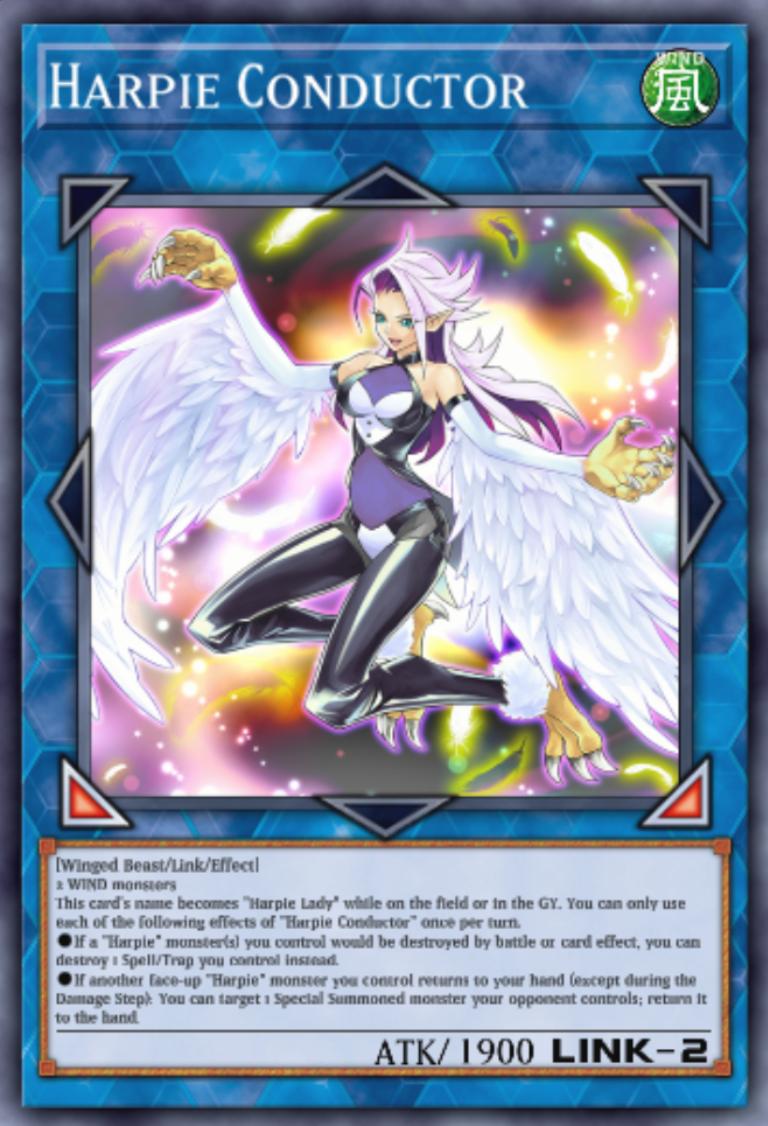 HARPIE CONDUCTOR
WIND
風
[Winged Beast/Link/Effect]
2 WIND monsters
This card's name becomes "Harpie Lady" while on the field or in the GY. You can only use
each of the following effects of "Harpie Conductor" once per turn.
●If a "Harpie" monster(s) you control would be destroyed by battle or card effect, you can
destroy 1 Spell/Trap you control instead.
●If another face-up "Harpie" monster you control returns to your hand (except during the
Damage Step): You can target 1 Special Summoned monster your opponent controls; return it
to the hand.
ATK/ 1900 LINK-2